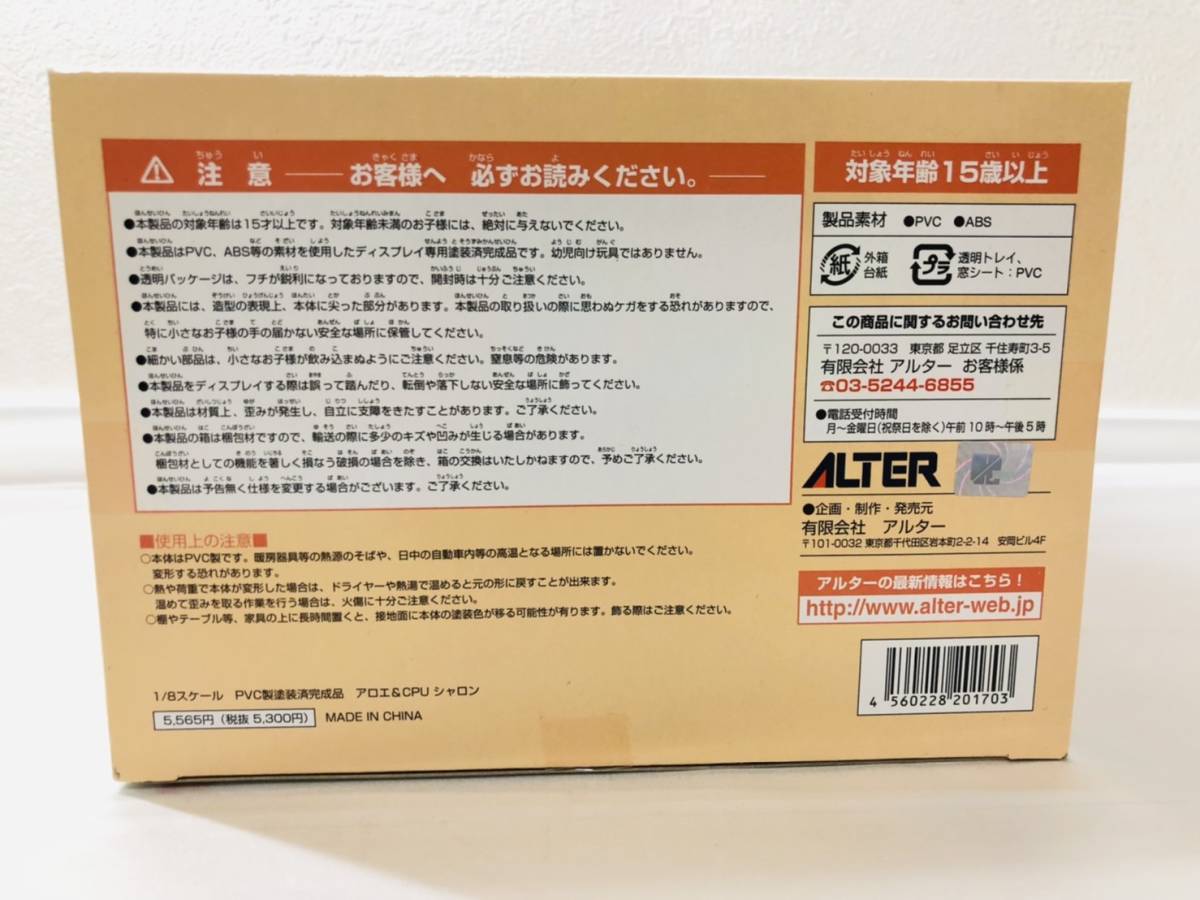 注意 お客様へ 必ずお読みください。
ちゅう い きゃく さま かなら よ
●本製品の対象年齢は15才以上です。対象年齢未満のお子様には、絶対に与えないでください。
●本製品はPVC、ABS等の素材を使用したディスプレイ専用塗装済完成品です。幼児向け玩具ではありません。
●透明パッケージは、フチが鋭利になっておりますので、開封時は十分ご注意ください。
●本製品には、造型の表現上、本体に尖った部分があります。本製品の取り扱いの際に思わぬケガをする恐れがありますので、
特に小さなお子様の手の届かない安全な場所に保管してください。
●細かい部品は、小さなお子様が飲み込まぬようにご注意ください。窒息等の危険があります。
●本製品をディスプレイする際は誤って踏んだり、転倒や落下しない安全な場所に飾ってください。
●本製品は材質上、歪みが発生し、自立に支障をきたすことがあります。ご了承ください。
●本製品の箱は梱包材ですので、輸送の際に多少のキズや凹みが生じる場合があります。
梱包材としての機能を著しく損なう破損の場合を除き、箱の交換はいたしかねますので、予めご了承ください。
●本製品は予告無く仕様を変更する場合がございます。ご了承ください。
■使用上の注意■
○本体はPVC製です。暖房器具等の熱源のそばや、日中の自動車内等の高温となる場所には置かないでください。
変形する恐れがあります。
○熱や荷重で本体が変形した場合は、ドライヤーや熱湯で温めると元の形に戻すことが出来ます。
温めて歪みを取る作業を行う場合は、火傷に十分ご注意ください。
○棚やテーブル等、家具の上に長時間置くと、接地面に本体の塗装色が移る可能性が有ります。飾る際はご注意ください。
1/8スケール PVC製塗装済完成品 アロエ&CPU シャロン
5,565円(税抜 5,300円) MADE IN CHINA
たい しょう ねん れい さい い じょう
対象年齢15歳以上
製品素材 ●PVC ●ABS
紙 外箱
台紙
プラ 透明トレイ、
窓シート:PVC
この商品に関するお問い合わせ先
〒120-0033 東京都 足立区 千住寿町3-5
有限会社 アルター お客様係
☎03-5244-6855
●電話受付時間
月〜金曜日(祝祭日を除く)午前10時〜午後5時
ALTER
●企画・制作・発売元
有限会社 アルター
〒101-0032 東京都千代田区岩本町2-2-14 安岡ビル4F
アルターの最新情報はこちら!
http://www.alter-web.jp
4 560228 201703